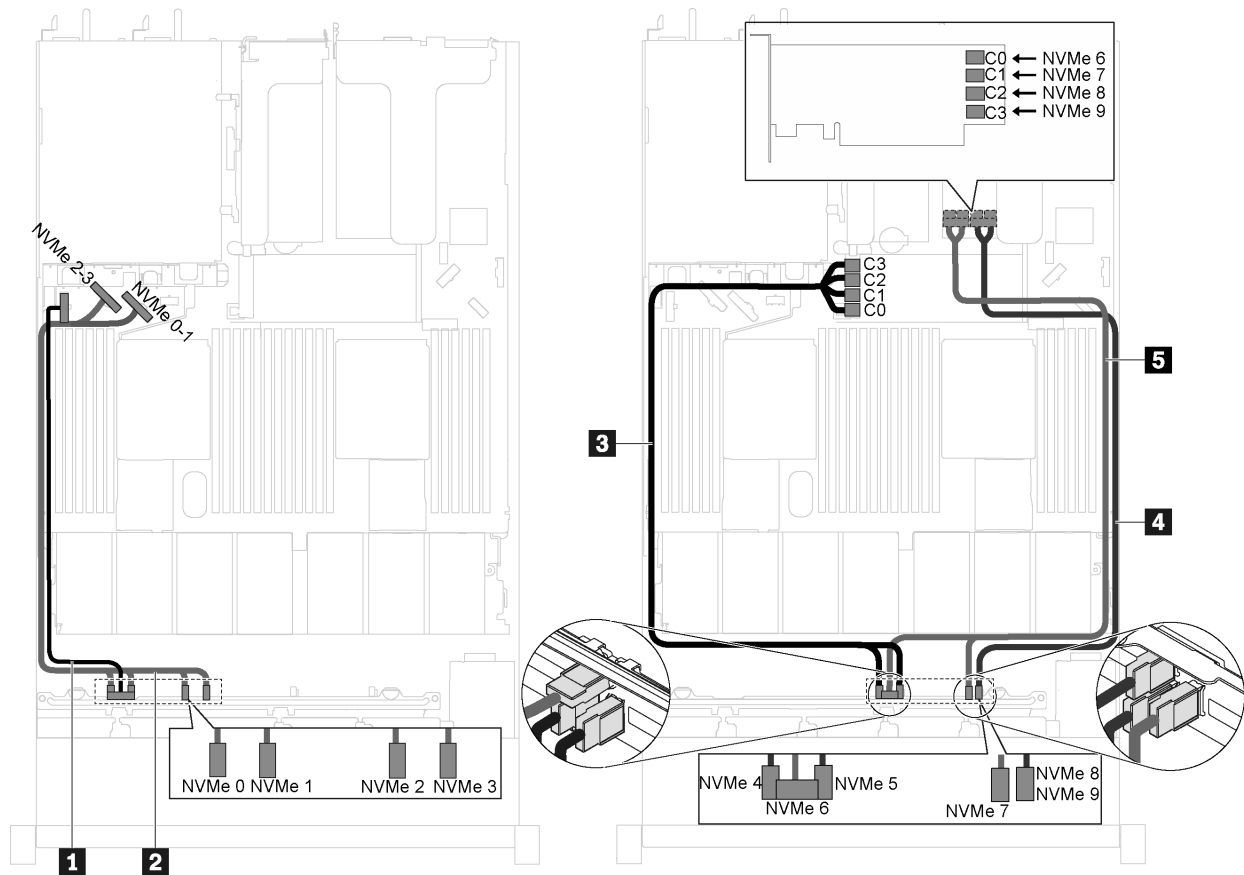 NVMe 2-3
NVMe 0-1
NVMe 0 NVMe 1 NVMe 2 NVMe 3
1
2
C0 ← NVMe 6
C1 ← NVMe 7
C2 ← NVMe 8
C3 ← NVMe 9
C3
C2
C1
C0
5
3
4
NVMe 4 NVMe 5
NVMe 6
NVMe 7
NVMe 8
NVMe 9